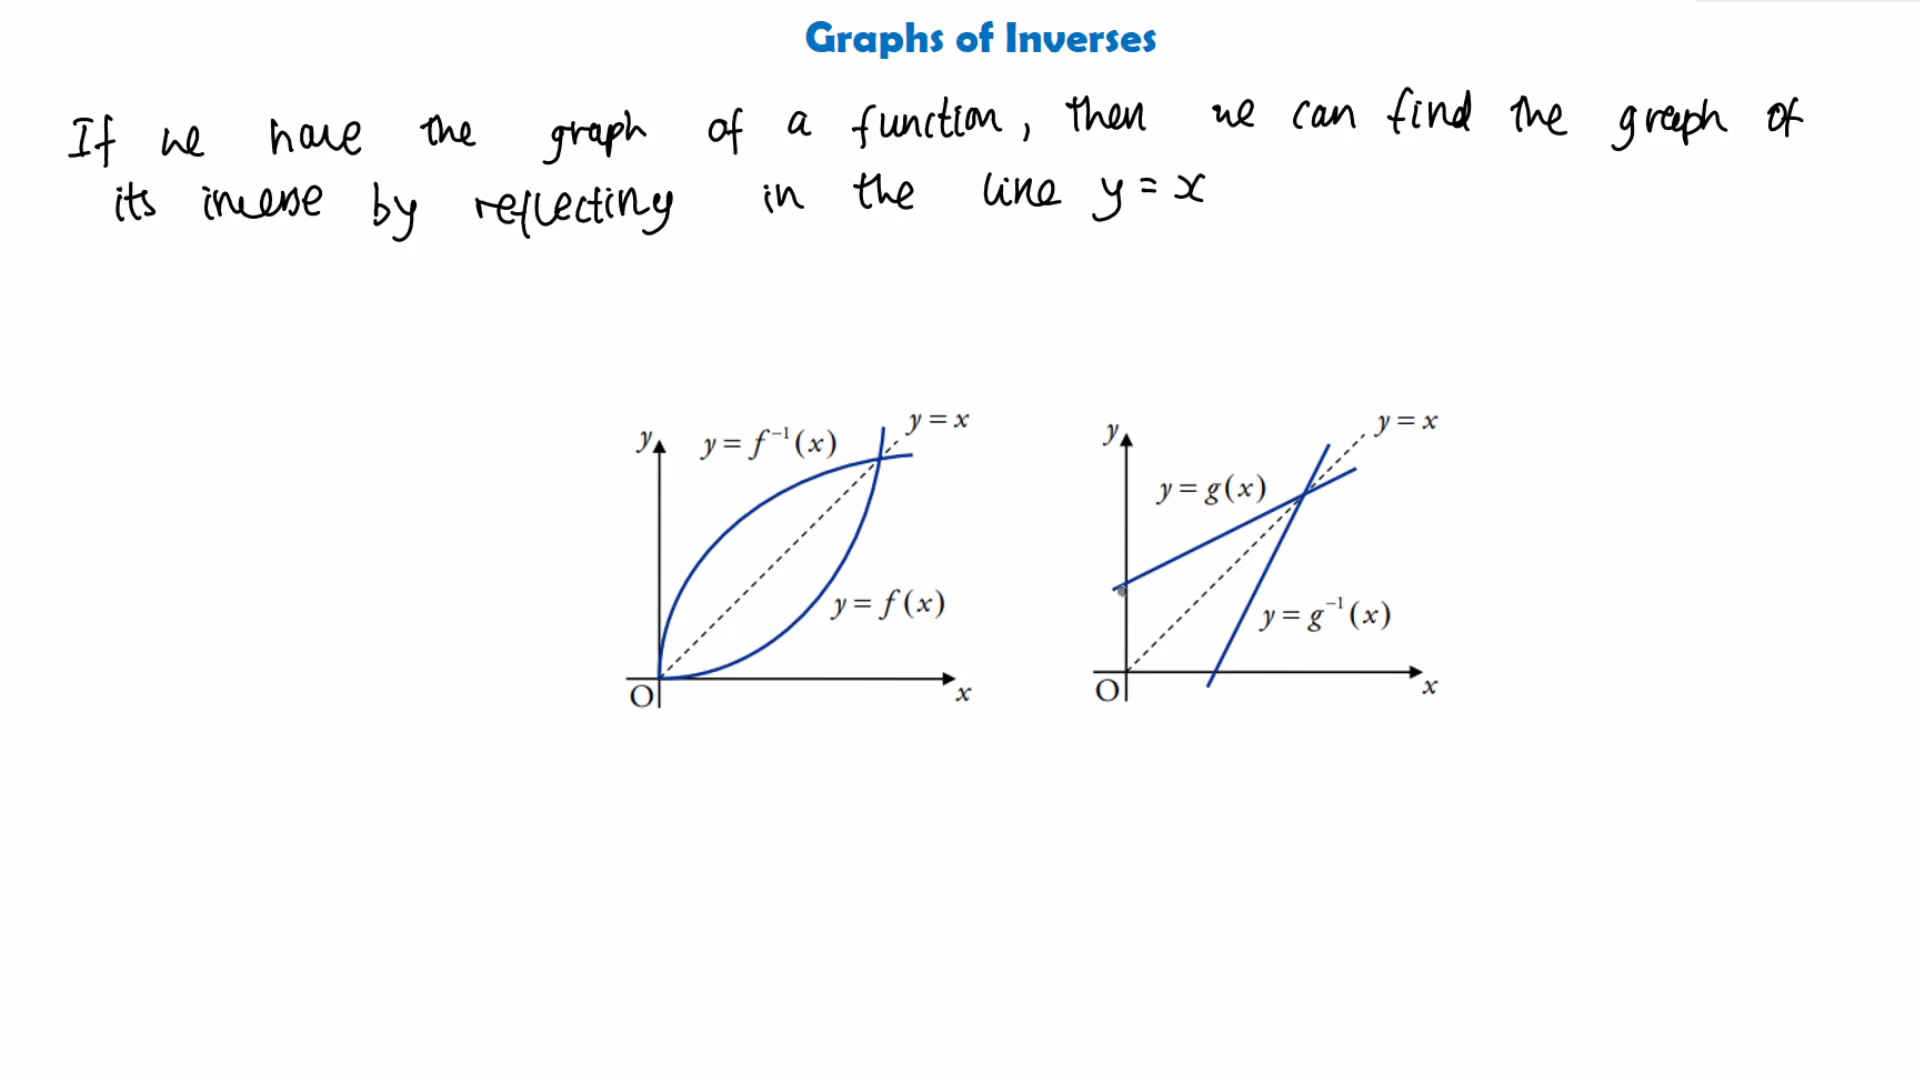 Graphs of Inverses
If we have the graph of a function, then we can find the graph of
its inverse by reflecting in the line y = x
y
y = f⁻¹(x)
y = x
y = f(x)
O
x
y
y = x
y = g(x)
y = g⁻¹(x)
O
x